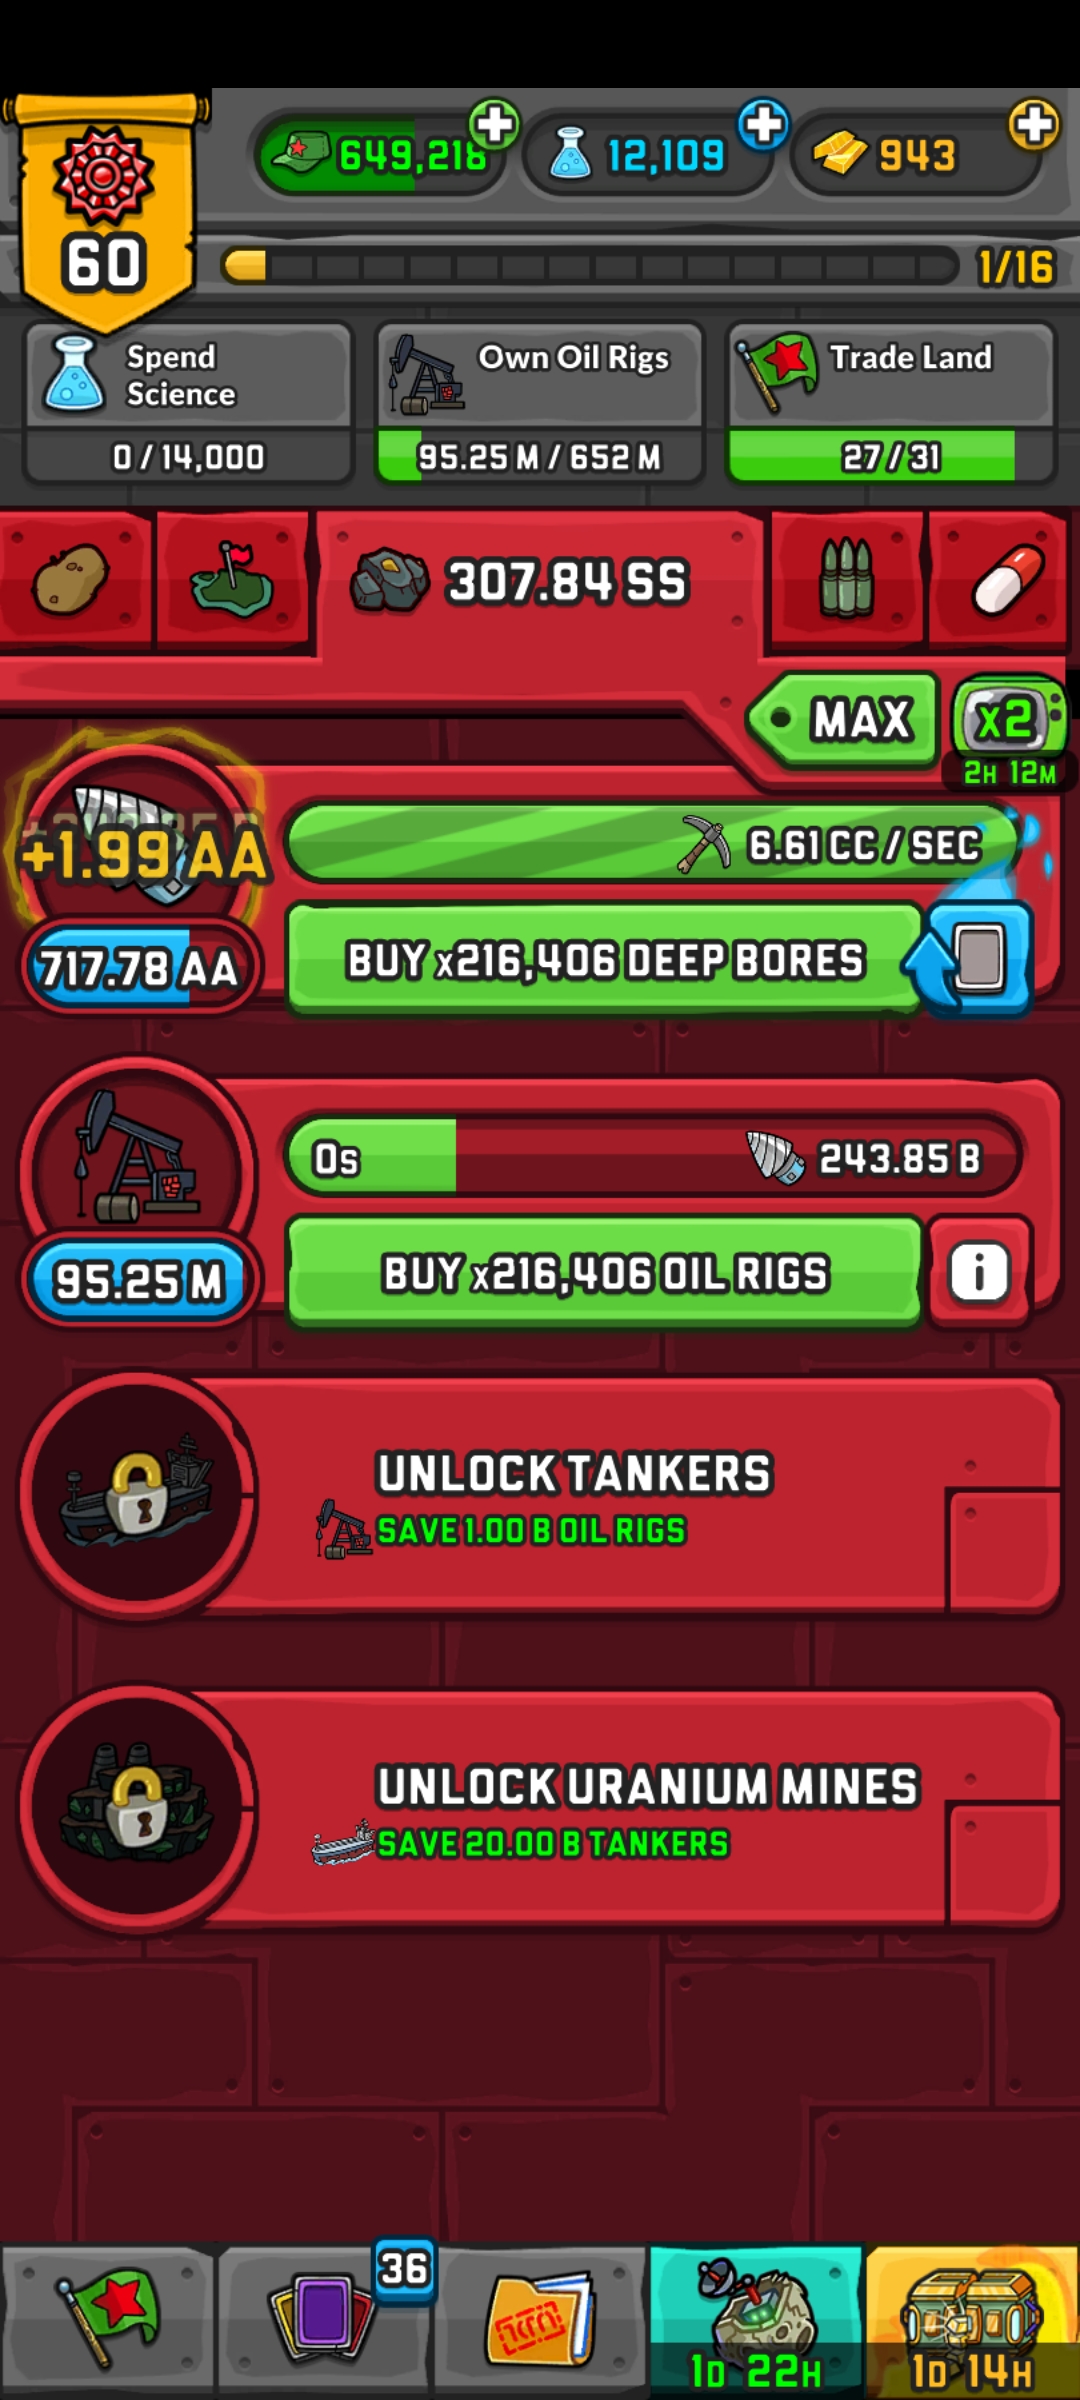 60
649,218
12,109
943
1/16
Spend
Science
0/14,000
Own Oil Rigs
95.25 M / 652 M
Trade Land
27/31
307.84 SS
MAX
x2
2H 12M
+1.99 AA
6.61 CC / SEC
717.78 AA
BUY x216,406 DEEP BORES
0s
243.85 B
95.25 M
BUY x216,406 OIL RIGS
i
UNLOCK TANKERS
SAVE 1.00 B OIL RIGS
UNLOCK URANIUM MINES
SAVE 20.00 B TANKERS
36
1D 22H
1D 14H